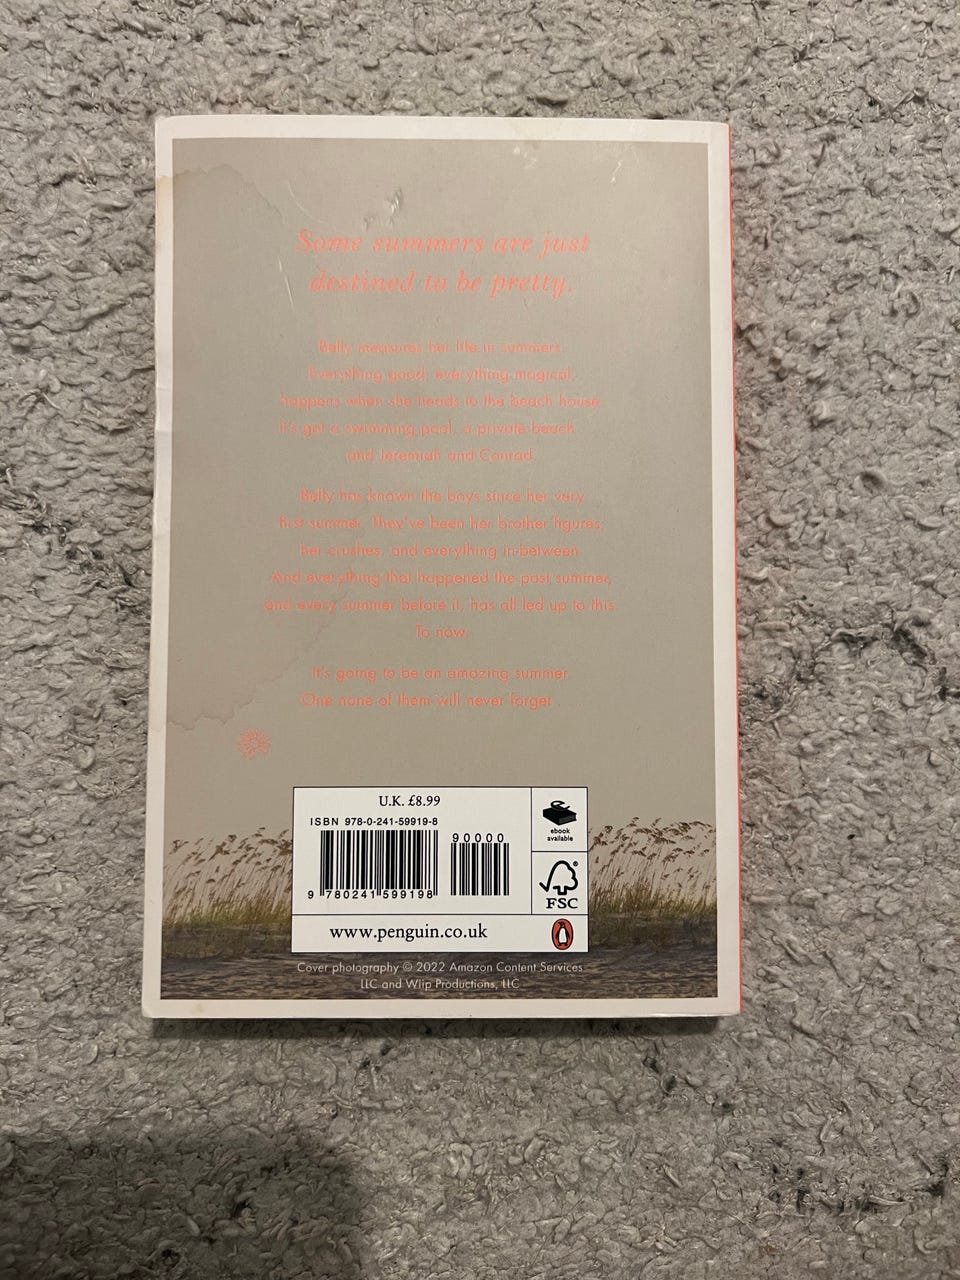 Some summers are just
destined to be pretty.
Belly measures her life in summers.
Everything good, everything magical
happens when she heads to the beach house.
It's got a swimming pool, a private beach . . .
and Jeremiah and Conrad.
Belly has known the boys since her very
first summer. They've been her brother figures,
her crushes, and everything in-between.
And everything that happened the past summer,
and every summer before it, has all led up to this.
To now.
It's going to be an amazing summer.
One none of them will never forget . . .
U.K. £8.99
ISBN 978-0-241-59919-8
90000
9 780241 599198
ebook
available
FSC
www.penguin.co.uk
Cover photography © 2022 Amazon Content Services
LLC and Wiip Productions, LLC